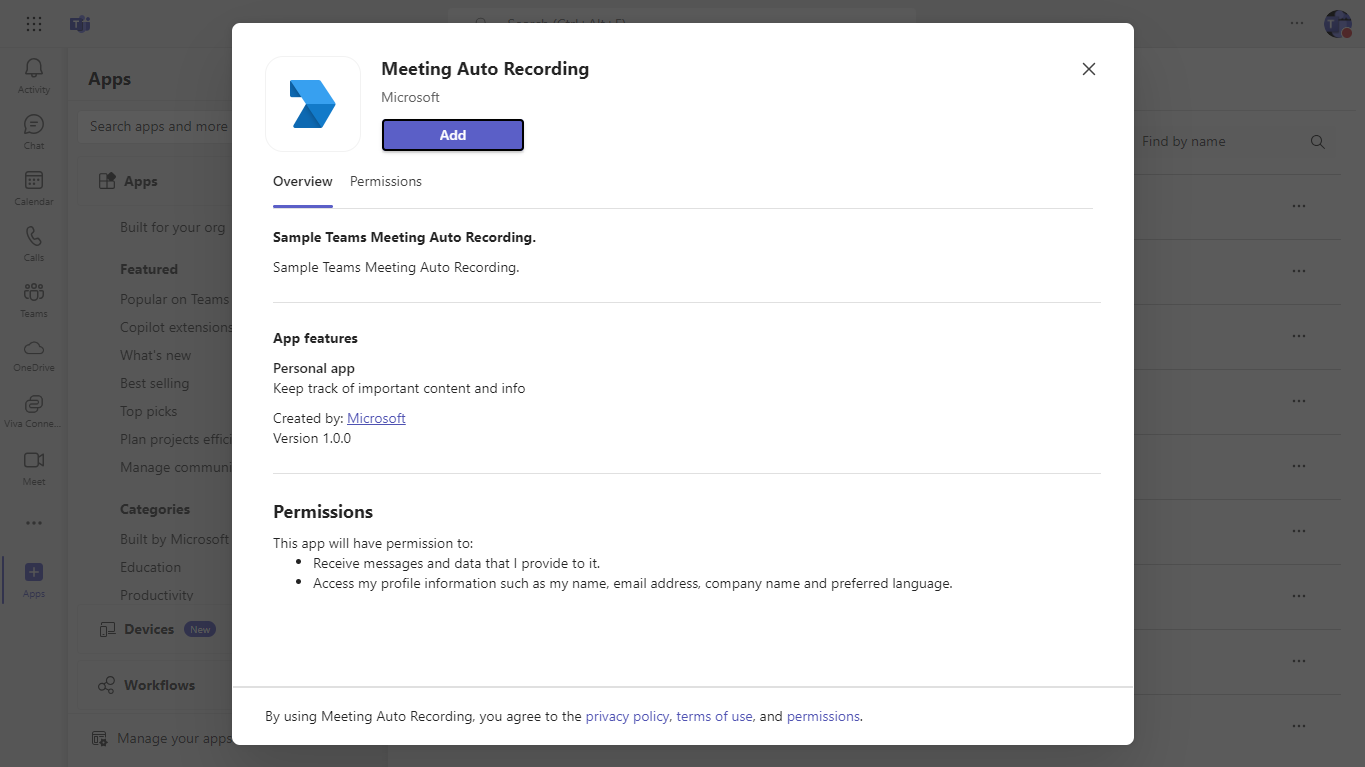 Search (Ctrl+Alt+E)
Activity
Chat
Calendar
Calls
Teams
OneDrive
Viva Conne...
Meet
Apps
Apps
Search apps and more
Apps
Built for your org
Featured
Popular on Teams
Copilot extensions
What's new
Best selling
Top picks
Plan projects effici
Manage communi
Categories
Built by Microsoft
Education
Productivity
Devices New
Workflows
Manage your apps
Find by name
Meeting Auto Recording
Microsoft
Add
Overview Permissions
Sample Teams Meeting Auto Recording.
Sample Teams Meeting Auto Recording.
App features
Personal app
Keep track of important content and info
Created by: Microsoft
Version 1.0.0
Permissions
This app will have permission to:
• Receive messages and data that I provide to it.
• Access my profile information such as my name, email address, company name and preferred language.
By using Meeting Auto Recording, you agree to the privacy policy, terms of use, and permissions.